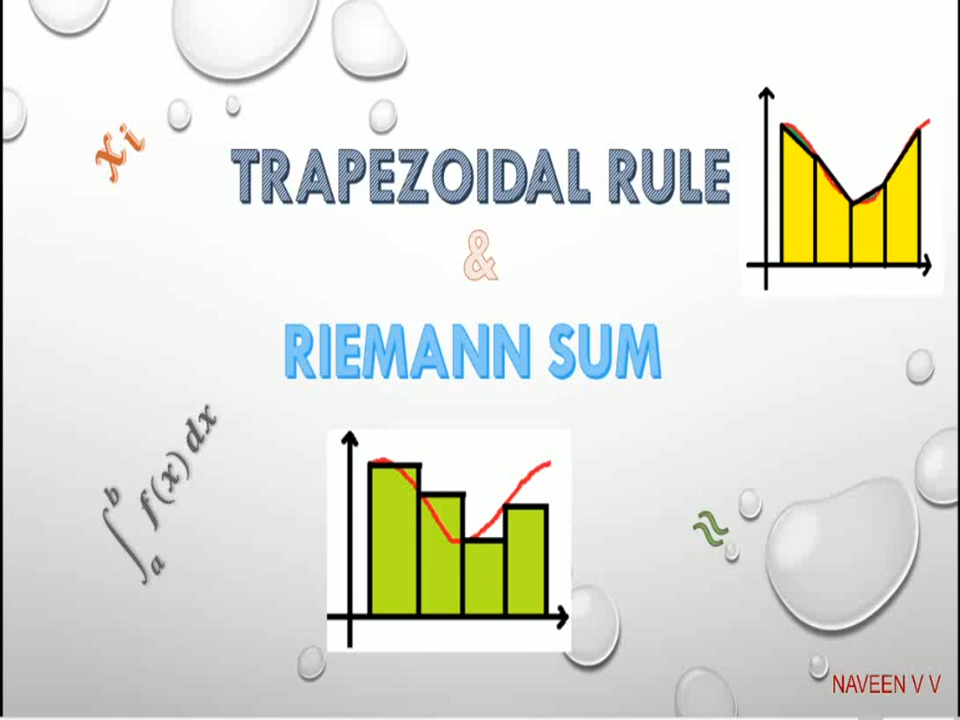 xᵢ
TRAPEZOIDAL RULE
&
RIEMANN SUM
∫ₐᵇ f(x) dx
≈
NAVEEN V V